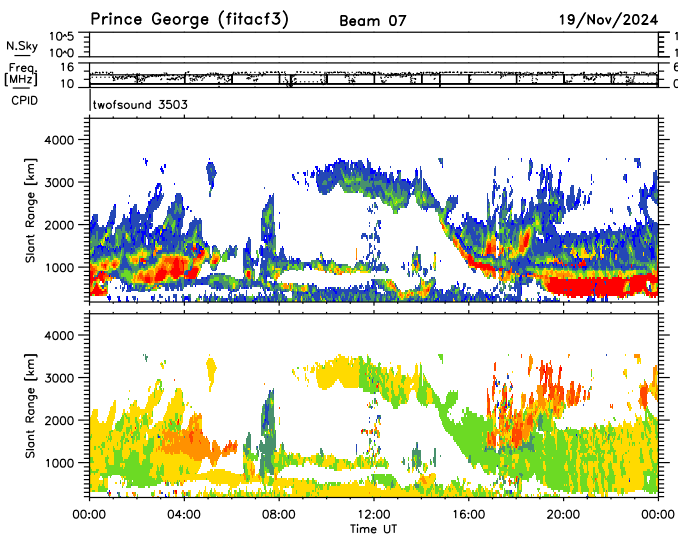 Prince George (fitacf3) Beam 07 19/Nov/2024
10^5 1
N.Sky
10^0 1
Freq. 16 6
[MHz] 10 0
CPID
twofsound 3503
4000
3000
2000
1000
Slant Range [km]
4000
3000
2000
1000
Slant Range [km]
00:00 04:00 08:00 12:00 16:00 20:00 00:00
Time UT